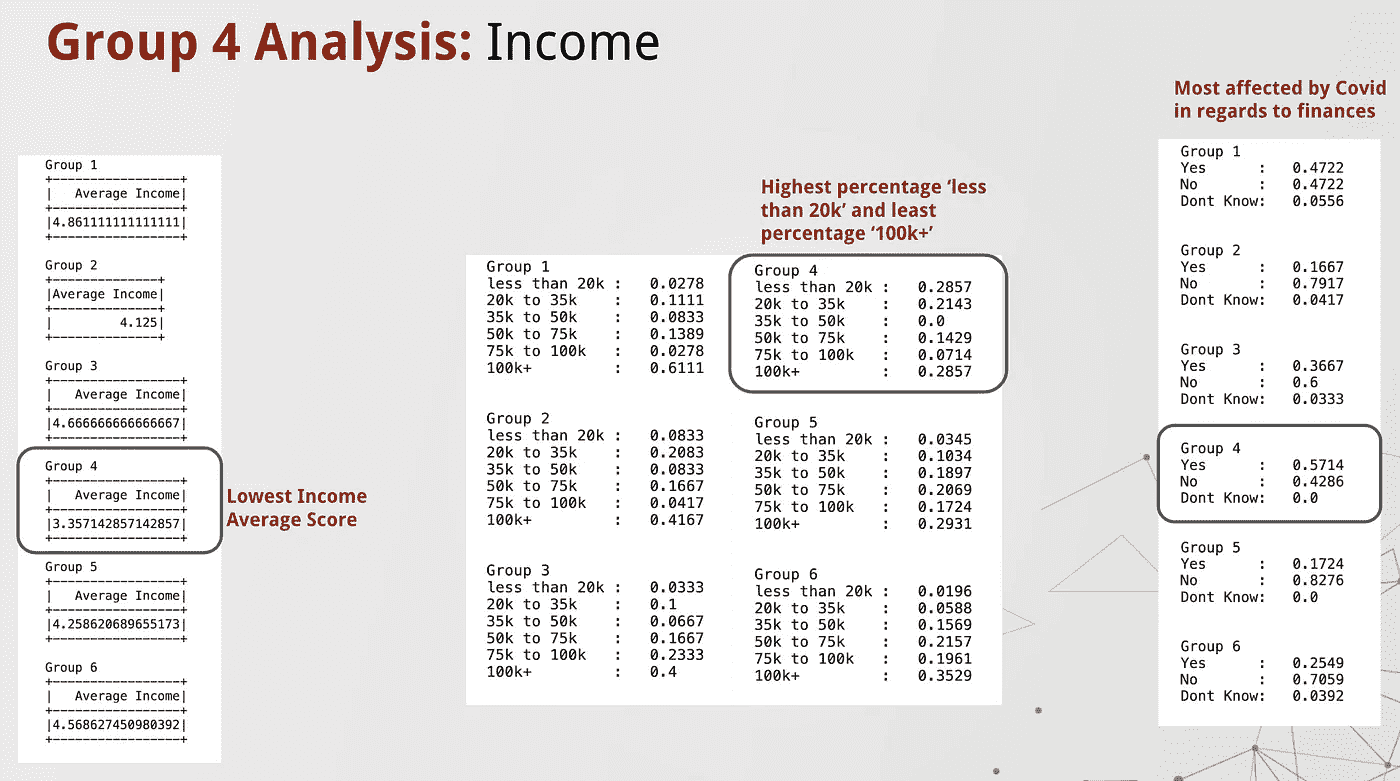 Group 4 Analysis: Income
Most affected by Covid
in regards to finances
Group 1
+-----------------+
|   Average Income|
+-----------------+
|4.861111111111111|
+-----------------+
Group 2
+--------------+
|Average Income|
+--------------+
|         4.125|
+--------------+
Group 3
+-----------------+
|   Average Income|
+-----------------+
|4.666666666666667|
+-----------------+
Group 4
+-----------------+
|   Average Income|
+-----------------+
|3.357142857142857|
+-----------------+
Lowest Income
Average Score
Group 5
+-----------------+
|   Average Income|
+-----------------+
|4.258620689655173|
+-----------------+
Group 6
+-----------------+
|   Average Income|
+-----------------+
|4.568627450980392|
+-----------------+
Highest percentage ‘less
than 20k’ and least
percentage ‘100k+’
Group 1
less than 20k :   0.0278
20k to 35k    :   0.1111
35k to 50k    :   0.0833
50k to 75k    :   0.1389
75k to 100k   :   0.0278
100k+         :   0.6111
Group 2
less than 20k :   0.0833
20k to 35k    :   0.2083
35k to 50k    :   0.0833
50k to 75k    :   0.1667
75k to 100k   :   0.0417
100k+         :   0.4167
Group 3
less than 20k :   0.0333
20k to 35k    :   0.1
35k to 50k    :   0.0667
50k to 75k    :   0.1667
75k to 100k   :   0.2333
100k+         :   0.4
Group 4
less than 20k :   0.2857
20k to 35k    :   0.2143
35k to 50k    :   0.0
50k to 75k    :   0.1429
75k to 100k   :   0.0714
100k+         :   0.2857
Group 5
less than 20k :   0.0345
20k to 35k    :   0.1034
35k to 50k    :   0.1897
50k to 75k    :   0.2069
75k to 100k   :   0.1724
100k+         :   0.2931
Group 6
less than 20k :   0.0196
20k to 35k    :   0.0588
35k to 50k    :   0.1569
50k to 75k    :   0.2157
75k to 100k   :   0.1961
100k+         :   0.3529
Group 1
Yes      :   0.4722
No       :   0.4722
Dont Know:   0.0556
Group 2
Yes      :   0.1667
No       :   0.7917
Dont Know:   0.0417
Group 3
Yes      :   0.3667
No       :   0.6
Dont Know:   0.0333
Group 4
Yes      :   0.5714
No       :   0.4286
Dont Know:   0.0
Group 5
Yes      :   0.1724
No       :   0.8276
Dont Know:   0.0
Group 6
Yes      :   0.2549
No       :   0.7059
Dont Know:   0.0392